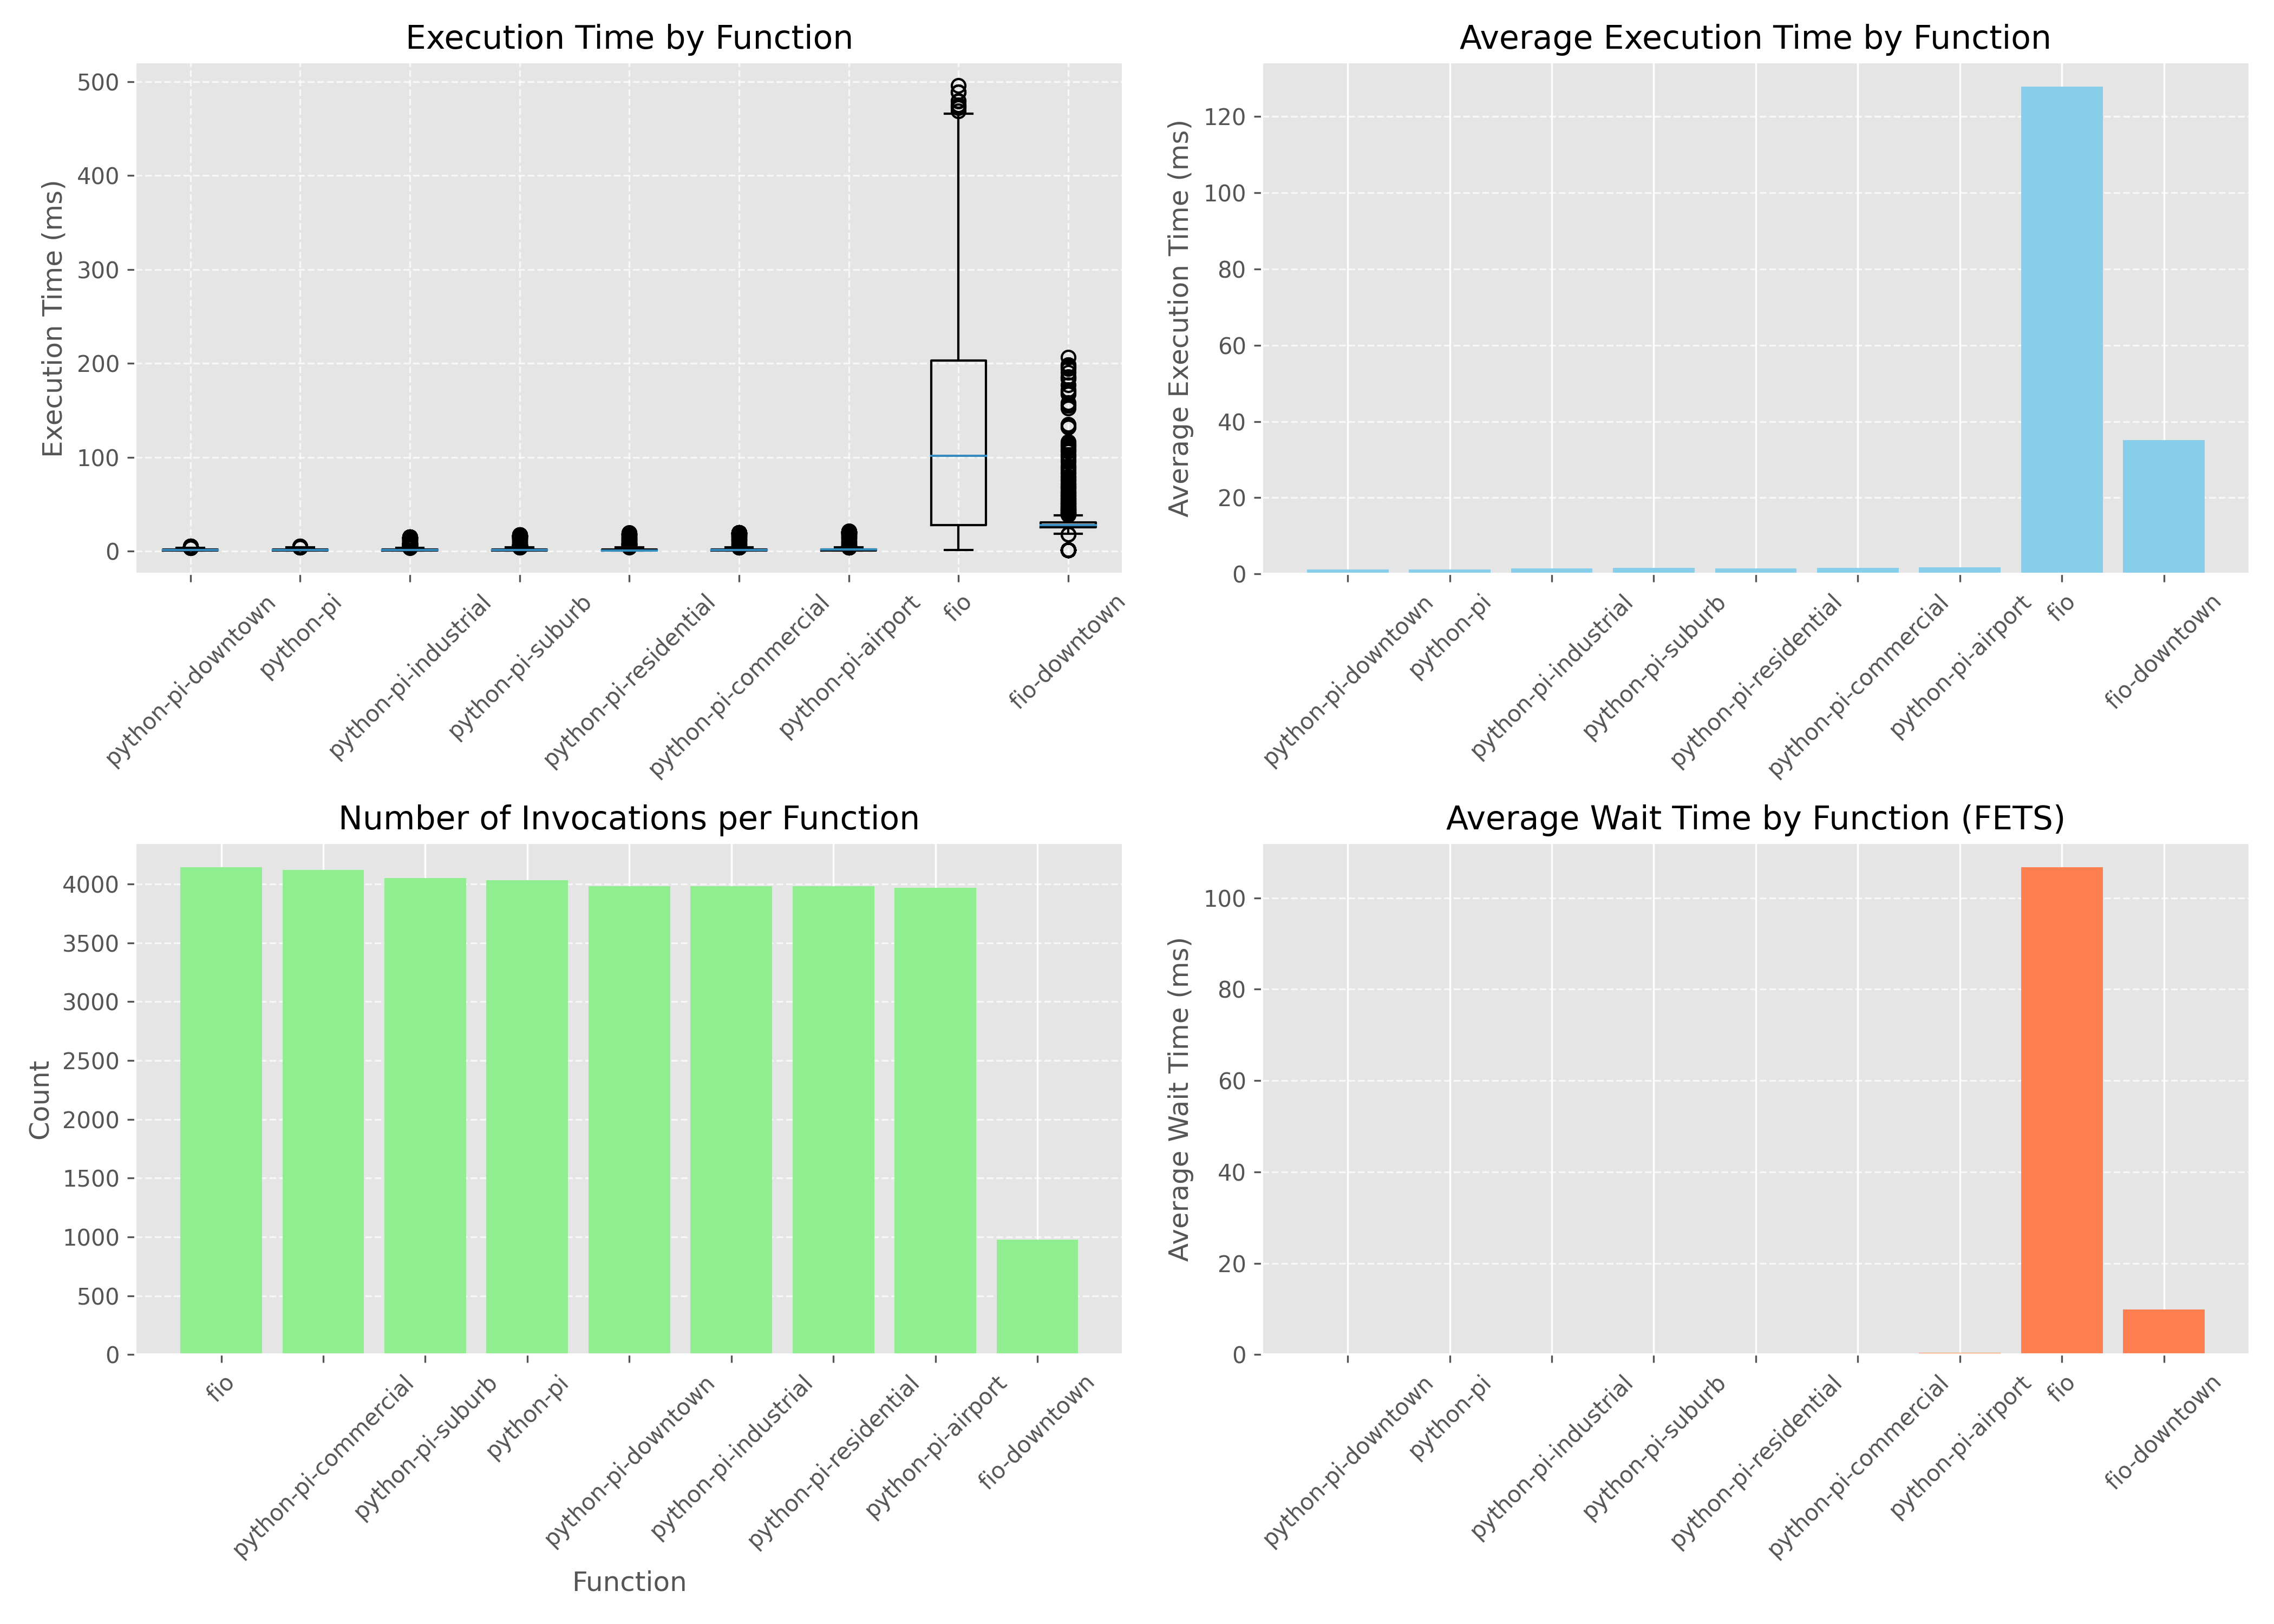 Execution Time by Function
Execution Time (ms)
500
400
300
200
100
0
python-pi-downtown
python-pi
python-pi-industrial
python-pi-suburb
python-pi-residential
python-pi-commercial
python-pi-airport
fio
fio-downtown
Average Execution Time by Function
Average Execution Time (ms)
120
100
80
60
40
20
0
python-pi-downtown
python-pi
python-pi-industrial
python-pi-suburb
python-pi-residential
python-pi-commercial
python-pi-airport
fio
fio-downtown
Number of Invocations per Function
Count
4000
3500
3000
2500
2000
1500
1000
500
0
fio
python-pi-commercial
python-pi-suburb
python-pi
python-pi-downtown
python-pi-industrial
python-pi-residential
python-pi-airport
fio-downtown
Function
Average Wait Time by Function (FETS)
Average Wait Time (ms)
100
80
60
40
20
0
python-pi-downtown
python-pi
python-pi-industrial
python-pi-suburb
python-pi-residential
python-pi-commercial
python-pi-airport
fio
fio-downtown